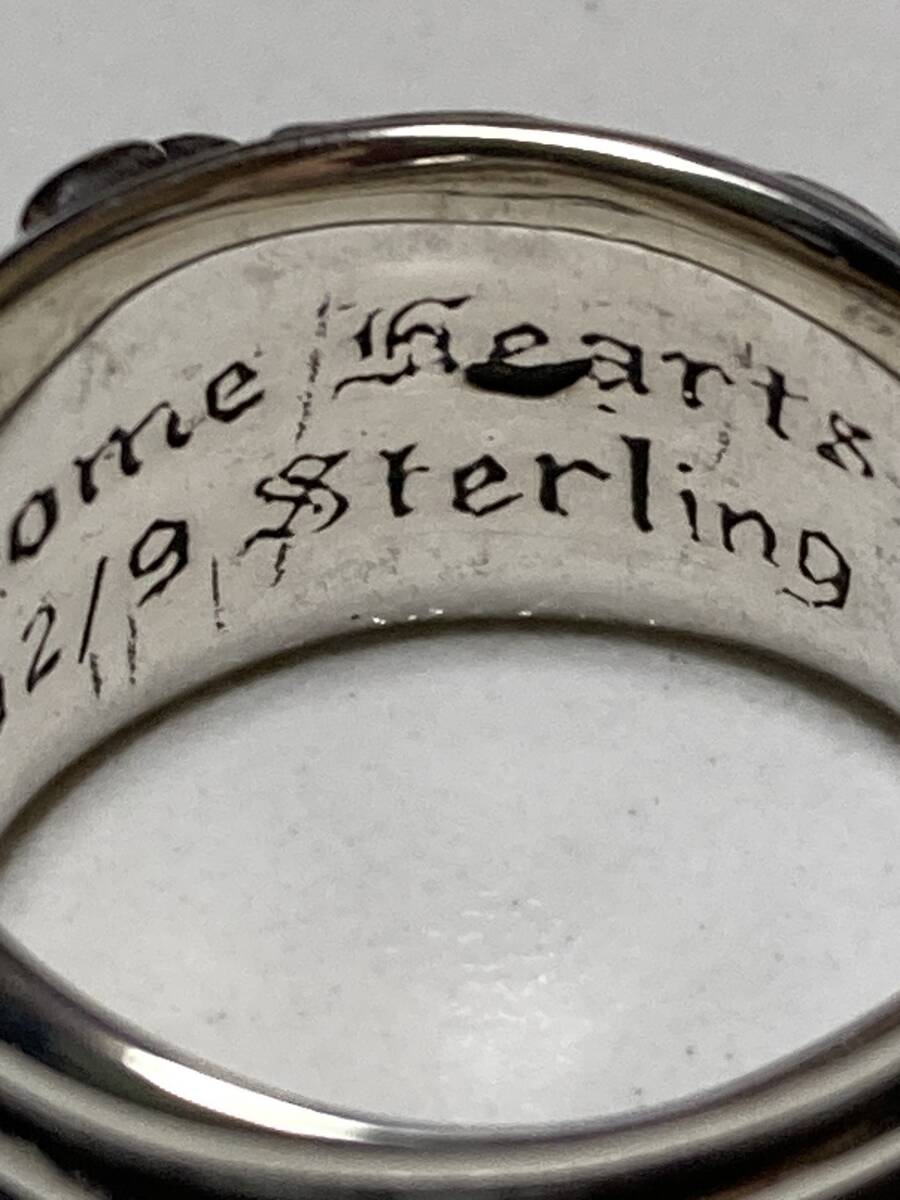 ome Hearts
2/9 Sterling